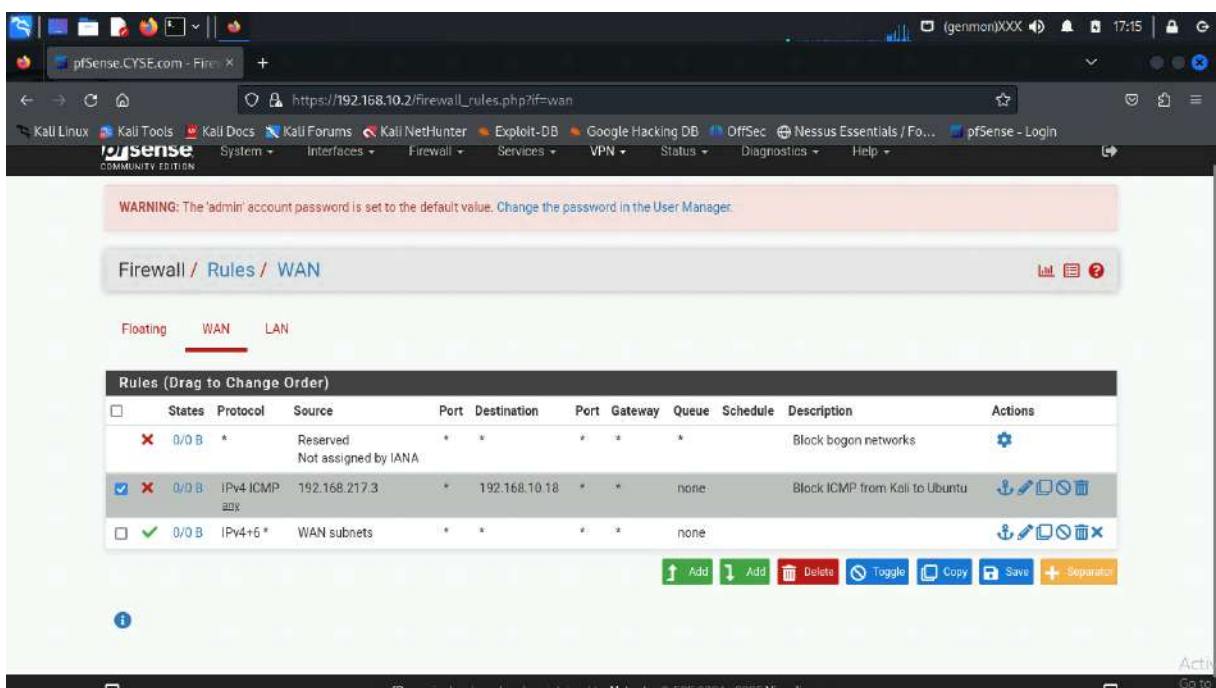 (genmon)XXX 17:15
pfSense.CYSE.com - Fire
https://192.168.10.2/firewall_rules.php?if=wan
Kali Linux Kali Tools Kali Docs Kali Forums Kali NetHunter Exploit-DB Google Hacking DB OffSec Nessus Essentials / Fo... pfSense - Login
pfsense System Interfaces Firewall Services VPN Status Diagnostics Help
COMMUNITY EDITION
WARNING: The 'admin' account password is set to the default value. Change the password in the User Manager.
Firewall / Rules / WAN
Floating WAN LAN
Rules (Drag to Change Order)
States Protocol Source Port Destination Port Gateway Queue Schedule Description Actions
0/0 B * Reserved * * * * * Block bogon networks
Not assigned by IANA
0/0 B IPv4 ICMP 192.168.217.3 * 192.168.10.18 * * none Block ICMP from Kali to Ubuntu
any
0/0 B IPv4+6 * WAN subnets * * * * none
Add Add Delete Toggle Copy Save Separator
Activ
Go to